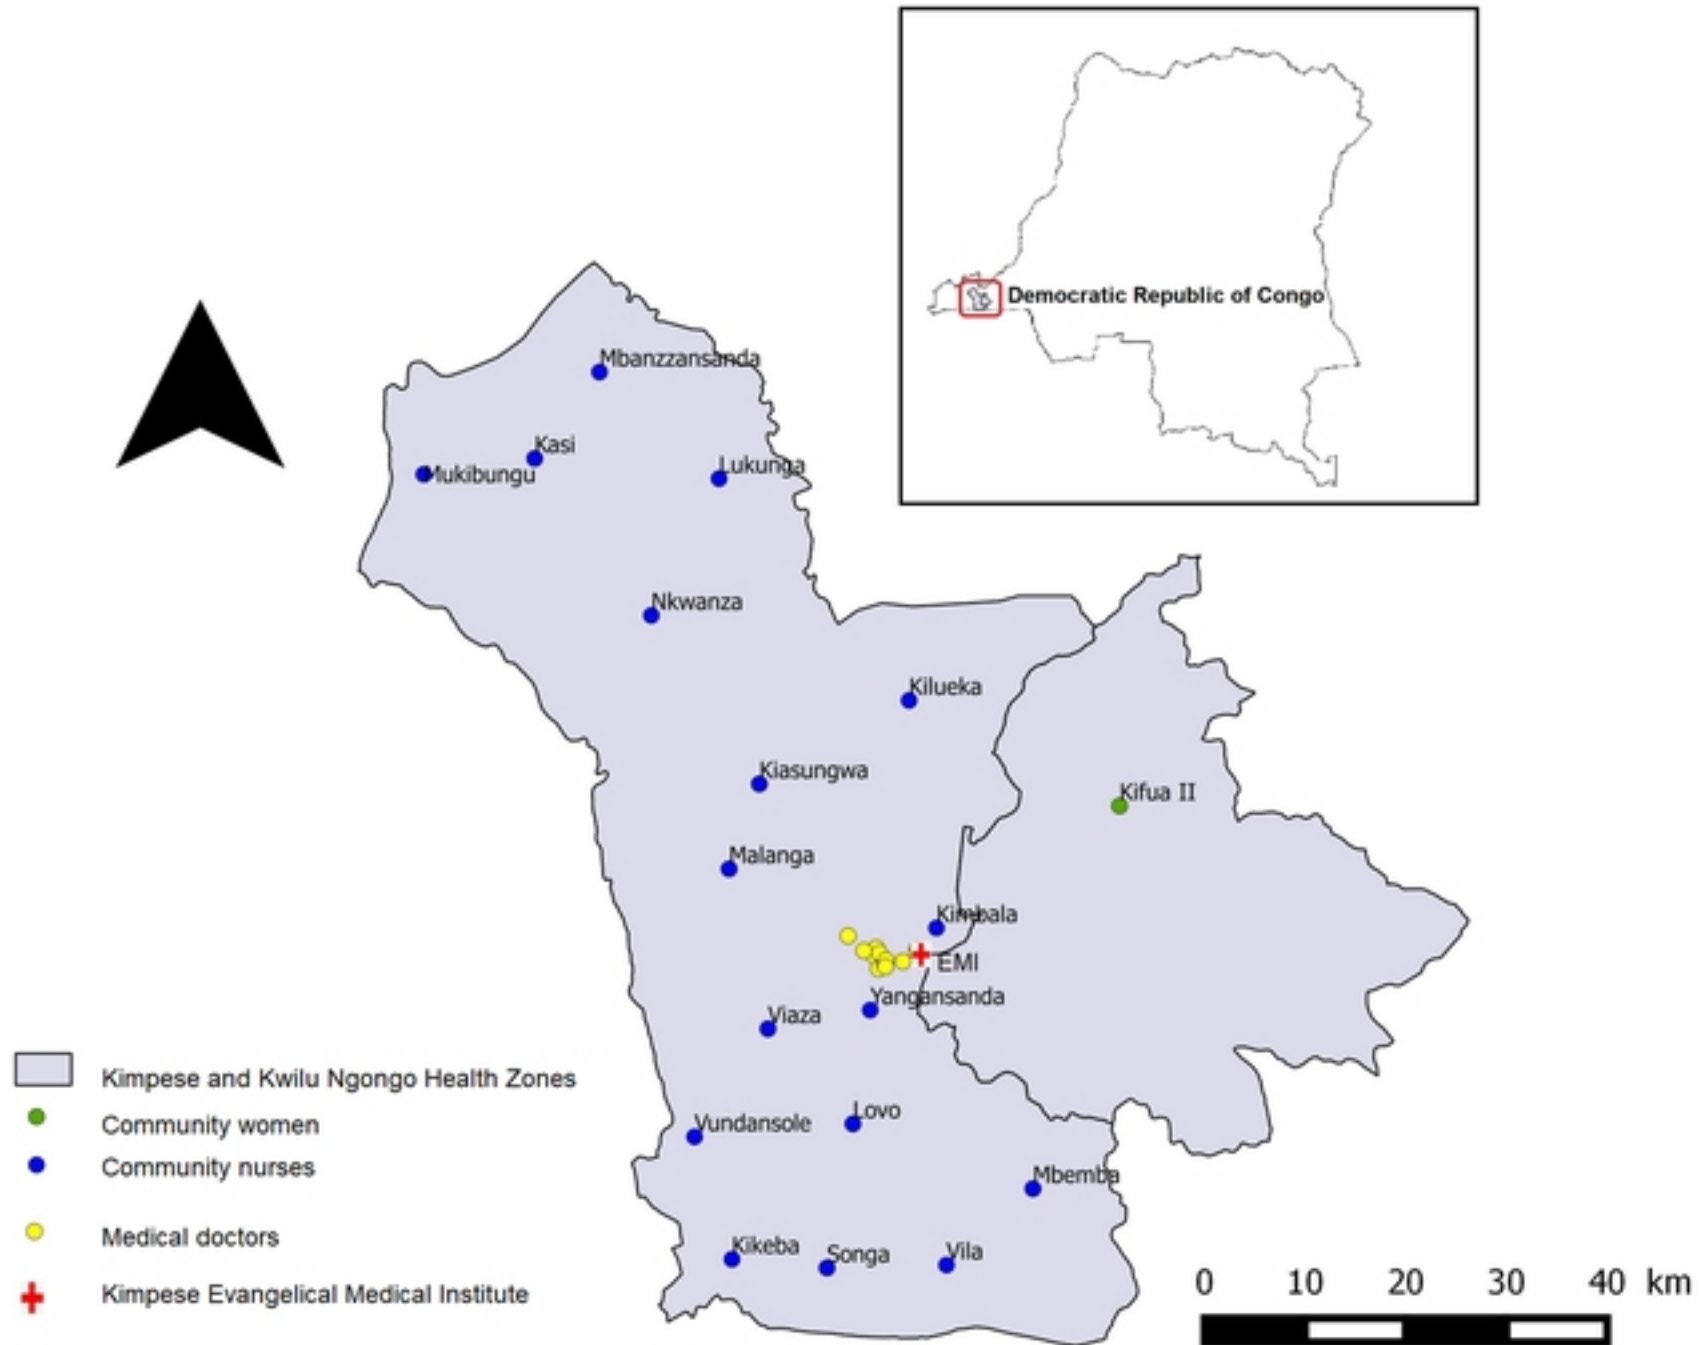 Democratic Republic of Congo
Mbanzzansanda
Kasi
Mukibungu
Lukunga
Nkwanza
Kilueka
Kiasungwa
Kifua II
Malanga
Kimbala
EMI
Yangansanda
Viaza
Lovo
Vundansole
Mbemba
Kikeba
Songa
Vila
Kimpese and Kwilu Ngongo Health Zones
Community women
Community nurses
Medical doctors
Kimpese Evangelical Medical Institute
0 10 20 30 40 km